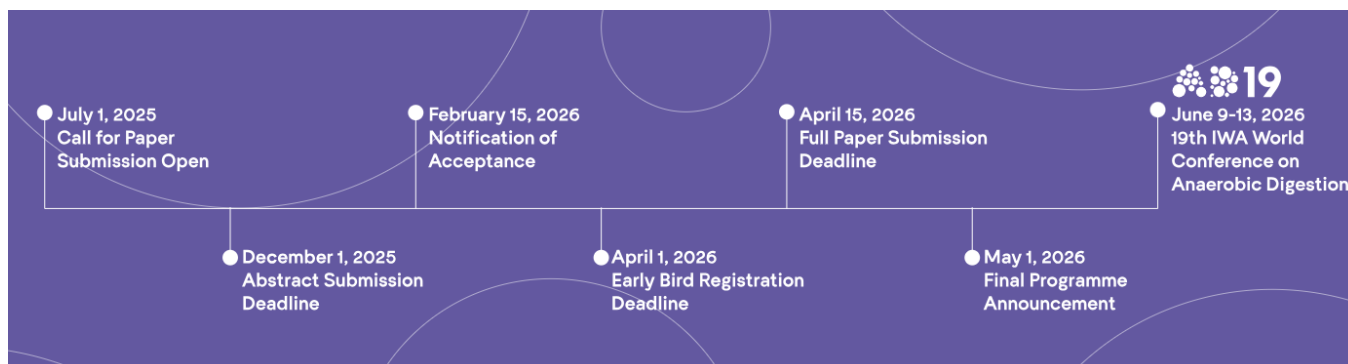 July 1, 2025
Call for Paper
Submission Open
December 1, 2025
Abstract Submission
Deadline
February 15, 2026
Notification of
Acceptance
April 1, 2026
Early Bird Registration
Deadline
April 15, 2026
Full Paper Submission
Deadline
May 1, 2026
Final Programme
Announcement
AD19
June 9-13, 2026
19th IWA World
Conference on
Anaerobic Digestion